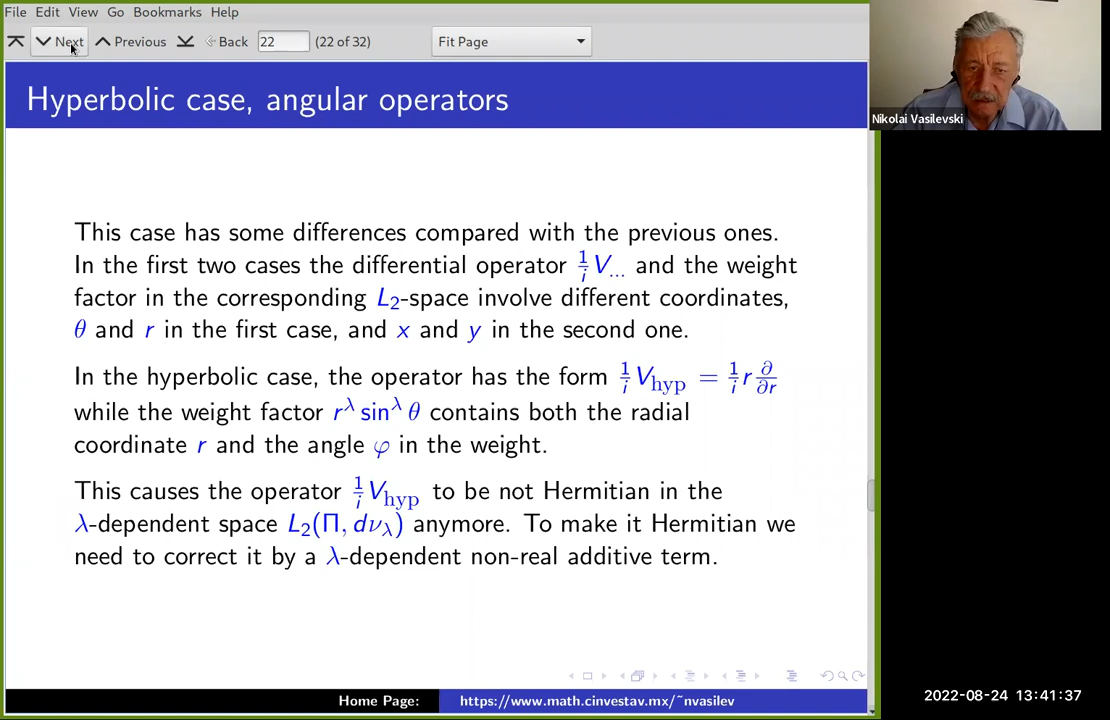 File Edit View Go Bookmarks Help
Next Previous Back 22 (22 of 32) Fit Page
Nikolai Vasilevski
Hyperbolic case, angular operators
This case has some differences compared with the previous ones.
In the first two cases the differential operator 1/i V... and the weight
factor in the corresponding L₂-space involve different coordinates,
θ and r in the first case, and x and y in the second one.
In the hyperbolic case, the operator has the form 1/i V_hyp = 1/i r ∂/∂r
while the weight factor r^λ sin^λ θ contains both the radial
coordinate r and the angle φ in the weight.
This causes the operator 1/i V_hyp to be not Hermitian in the
λ-dependent space L₂(Π, dν_λ) anymore. To make it Hermitian we
need to correct it by a λ-dependent non-real additive term.
Home Page: https://www.math.cinvestav.mx/~nvasilev
2022-08-24 13:41:37